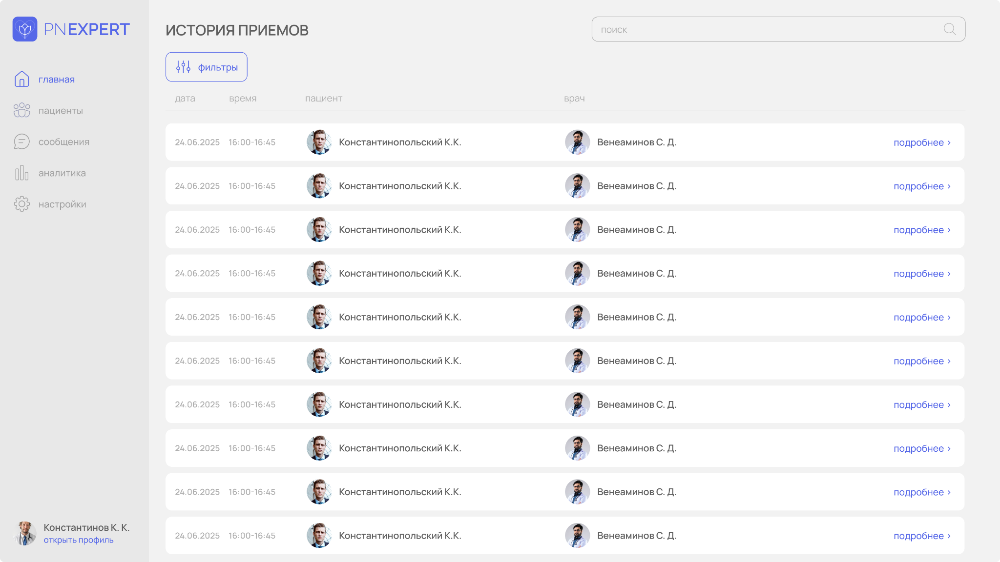 PNEXPERT
главная
пациенты
сообщения
аналитика
настройки
Константинов К. К.
открыть профиль
ИСТОРИЯ ПРИЕМОВ
поиск
фильтры
дата время пациент врач
24.06.2025 16:00-16:45 Константинопольский К.К. Венеаминов С. Д. подробнее >
24.06.2025 16:00-16:45 Константинопольский К.К. Венеаминов С. Д. подробнее >
24.06.2025 16:00-16:45 Константинопольский К.К. Венеаминов С. Д. подробнее >
24.06.2025 16:00-16:45 Константинопольский К.К. Венеаминов С. Д. подробнее >
24.06.2025 16:00-16:45 Константинопольский К.К. Венеаминов С. Д. подробнее >
24.06.2025 16:00-16:45 Константинопольский К.К. Венеаминов С. Д. подробнее >
24.06.2025 16:00-16:45 Константинопольский К.К. Венеаминов С. Д. подробнее >
24.06.2025 16:00-16:45 Константинопольский К.К. Венеаминов С. Д. подробнее >
24.06.2025 16:00-16:45 Константинопольский К.К. Венеаминов С. Д. подробнее >
24.06.2025 16:00-16:45 Константинопольский К.К. Венеаминов С. Д. подробнее >